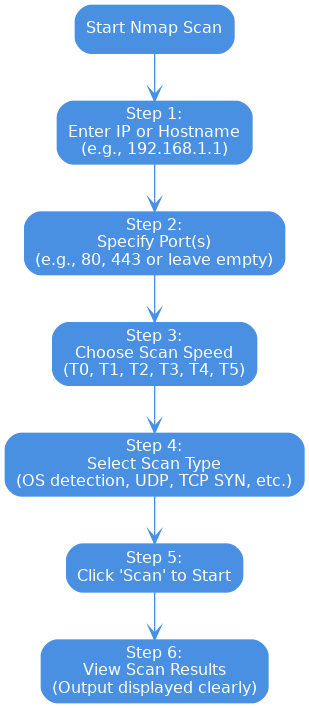 Start Nmap Scan
Step 1:
Enter IP or Hostname
(e.g., 192.168.1.1)
Step 2:
Specify Port(s)
(e.g., 80, 443 or leave empty)
Step 3:
Choose Scan Speed
(T0, T1, T2, T3, T4, T5)
Step 4:
Select Scan Type
(OS detection, UDP, TCP SYN, etc.)
Step 5:
Click 'Scan' to Start
Step 6:
View Scan Results
(Output displayed clearly)